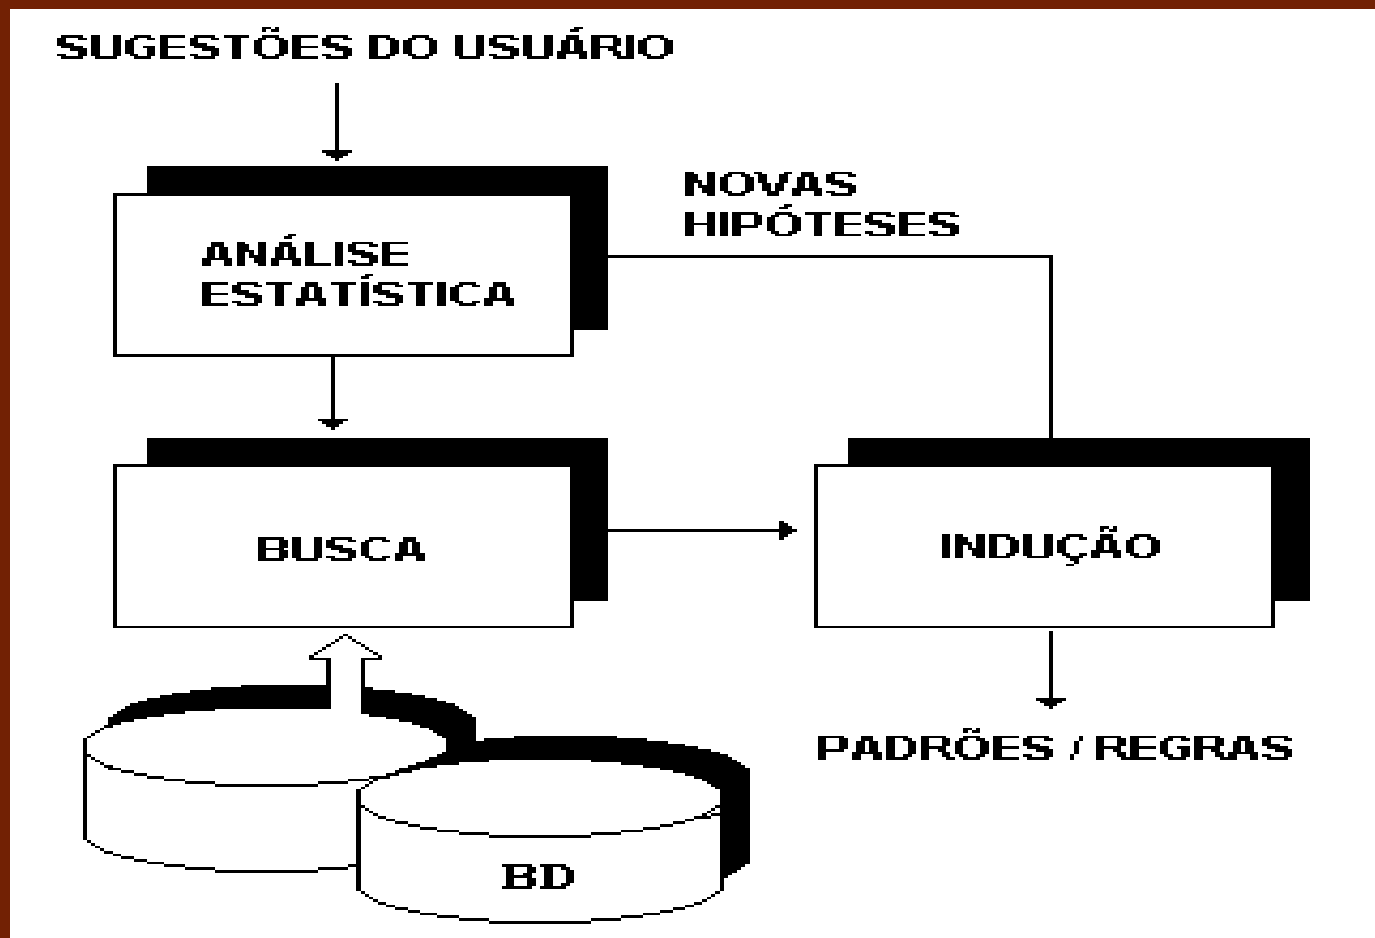 SUGESTÕES DO USUÁRIO
NOVAS
HIPÓTESES
ANÁLISE
ESTATÍSTICA
BUSCA
INDUÇÃO
PADRÕES / REGRAS
BD